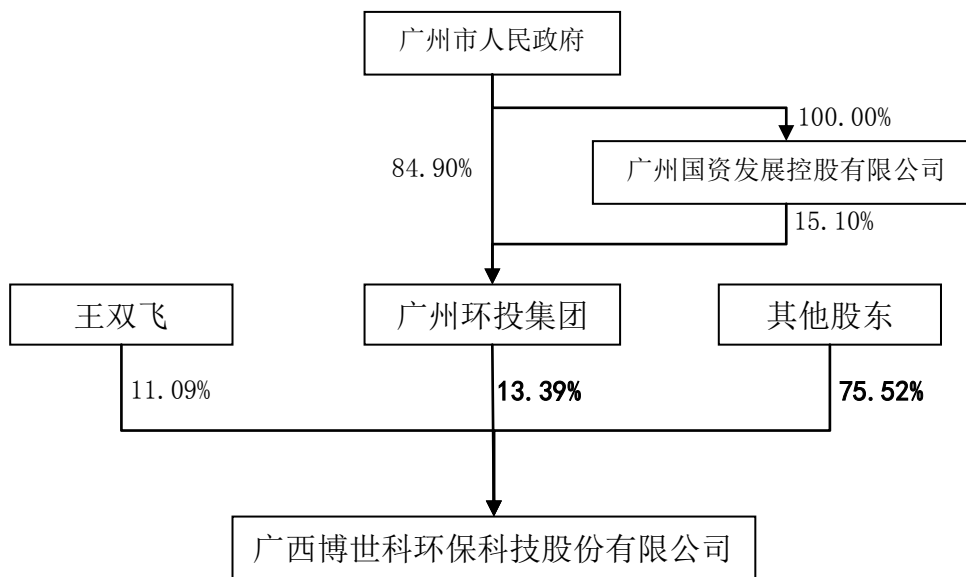 广州市人民政府
100.00%
84.90%
广州国资发展控股有限公司
15.10%
王双飞
广州环投集团
其他股东
11.09%
13.39%
75.52%
广西博世科环保科技股份有限公司